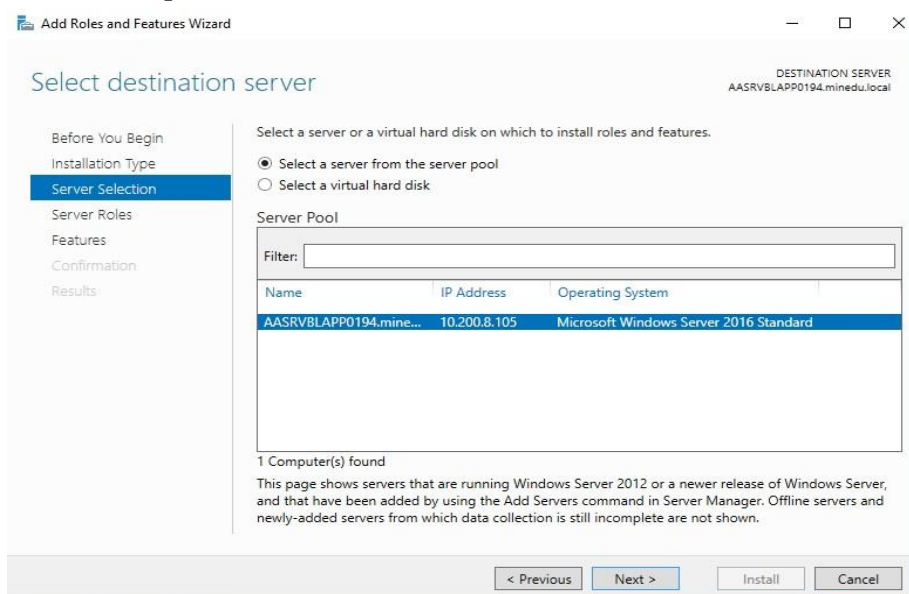 Add Roles and Features Wizard
Select destination server
DESTINATION SERVER
AASRVBLAPP0194.minedu.local
Before You Begin
Installation Type
Server Selection
Server Roles
Features
Confirmation
Results
Select a server or a virtual hard disk on which to install roles and features.
Select a server from the server pool
Select a virtual hard disk
Server Pool
Filter:
Name IP Address Operating System
AASRVBLAPP0194.mine... 10.200.8.105 Microsoft Windows Server 2016 Standard
1 Computer(s) found
This page shows servers that are running Windows Server 2012 or a newer release of Windows Server,
and that have been added by using the Add Servers command in Server Manager. Offline servers and
newly-added servers from which data collection is still incomplete are not shown.
< Previous Next > Install Cancel